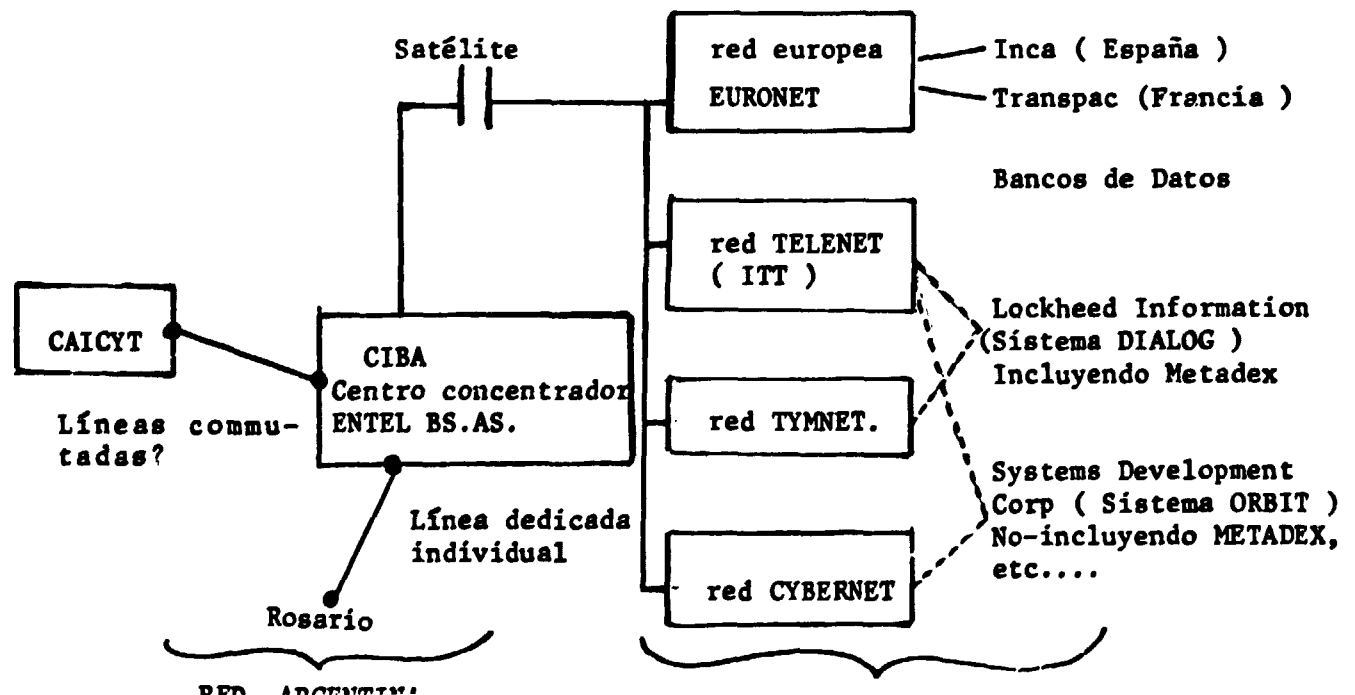 Satélite
red europea
EURONET
Inca ( España )
Transpac (Francia )
Bancos de Datos
red TELENET
( ITT )
Lockheed Information
(Sistema DIALOG )
Incluyendo Metadex
CAICYT
CIBA
Centro concentrador
ENTEL BS.AS.
Líneas commu-
tadas?
red TYMNET.
Systems Development
Corp ( Sistema ORBIT )
No-incluyendo METADEX,
etc....
Línea dedicada
individual
red CYBERNET
Rosario
RED ARGENTINA